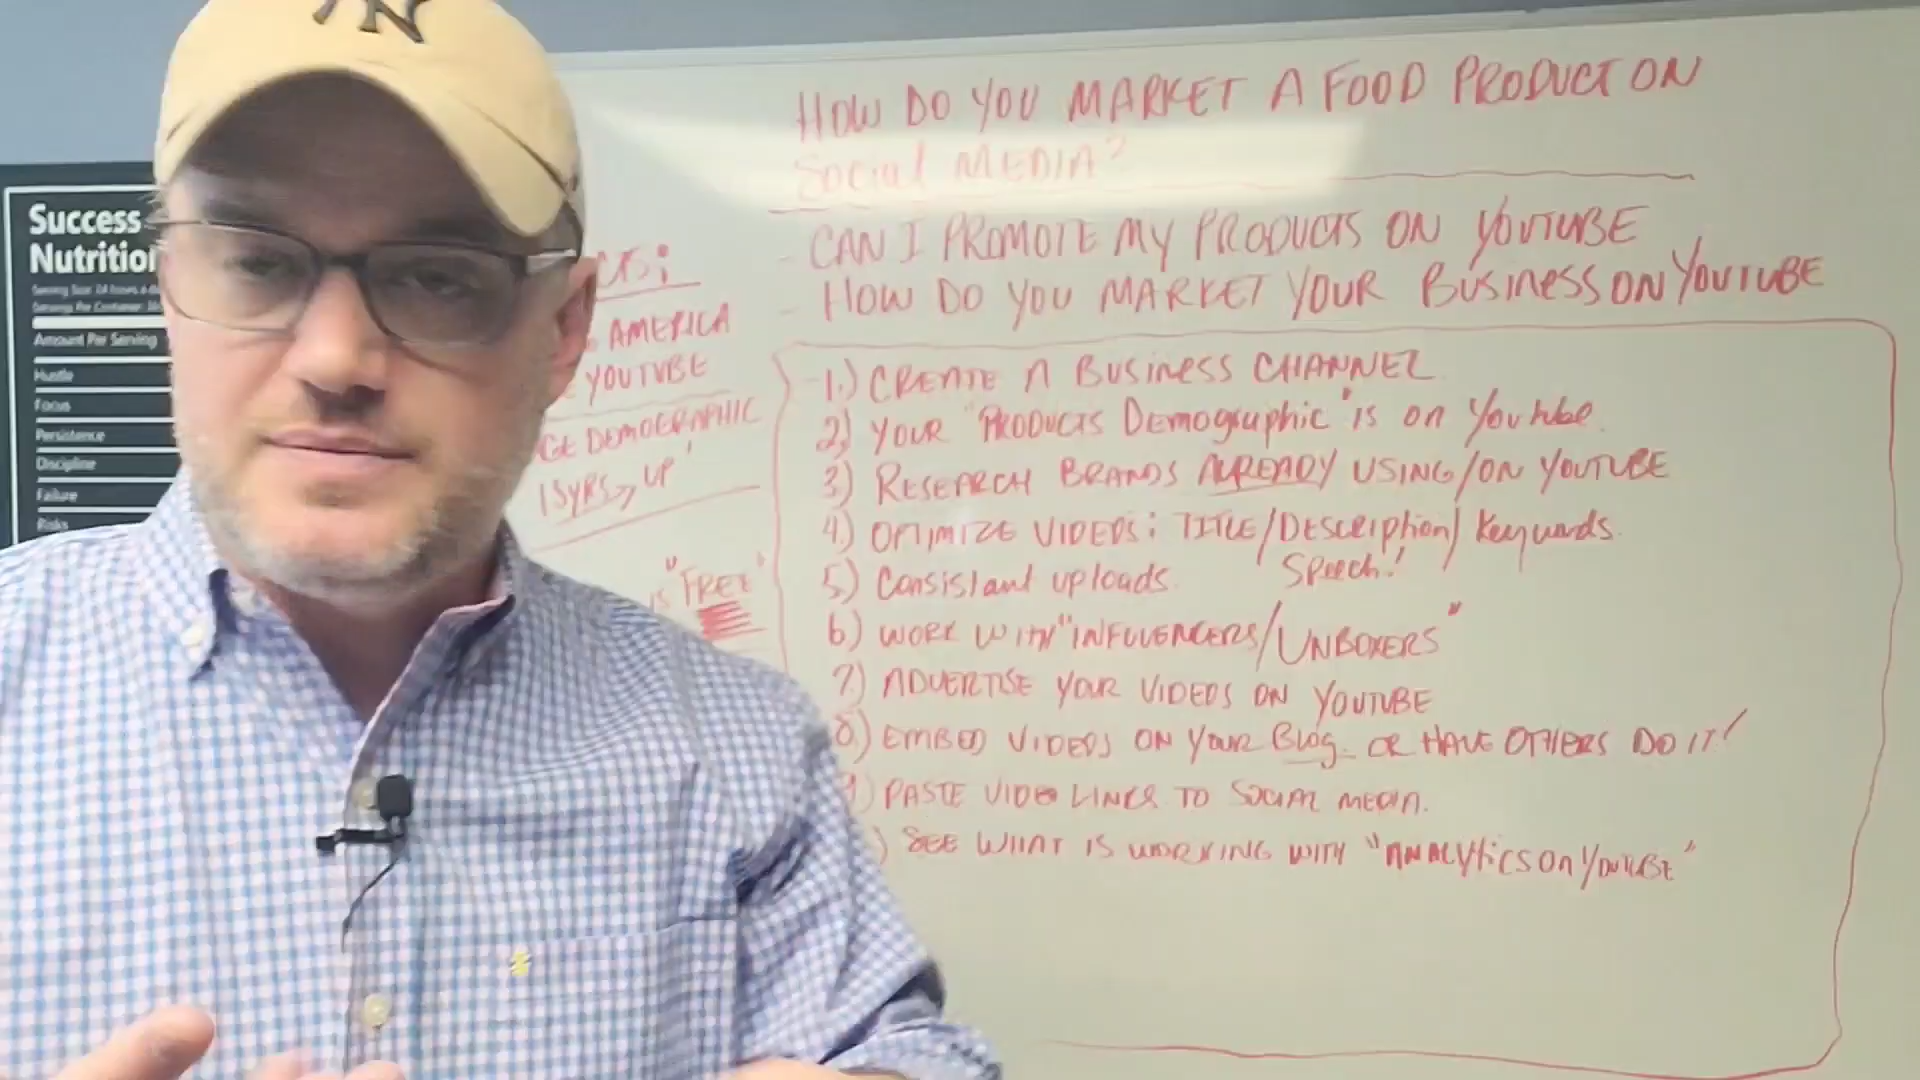 NY
HOW DO YOU MARKET A FOOD PRODUCT ON
Social MEDIA?
- CAN I PROMOTE MY PRODUCTS ON YOUTUBE
- HOW DO YOU MARKET YOUR BUSINESS ON YOUTUBE
1.) CREATE A BUSINESS CHANNEL
2) YOUR "PRODUCTS Demographic" is on Youtube.
3) RESEARCH BRANDS ALREADY USING/ON YOUTUBE
4.) OPTIMIZE VIDEOS: TITLE/DEScription/Keywords.
Speech!
5) Consistant uploads.
6.) WORK WITH "INFLUENCERS/UNBOXERS"
7.) ADVERTISE YOUR VIDEOS ON YOUTUBE
8.) EMBED VIDEOS ON YOUR Blog. OR HAVE OTHERS DO IT!
9) PASTE VIDEO LINKS TO SOCIAL MEDIA.
) SEE WHAT IS WORKING WITH "ANALYticS On YOUTUBE"
CTS:
AMERICA
YOUTUBE
GE DEMOGRAPHIC
15YRS → UP
is "FREE"
Success
Nutrition
Amount Per Serving
Hustle
Focus
Persistence
Discipline
Failure
Risks